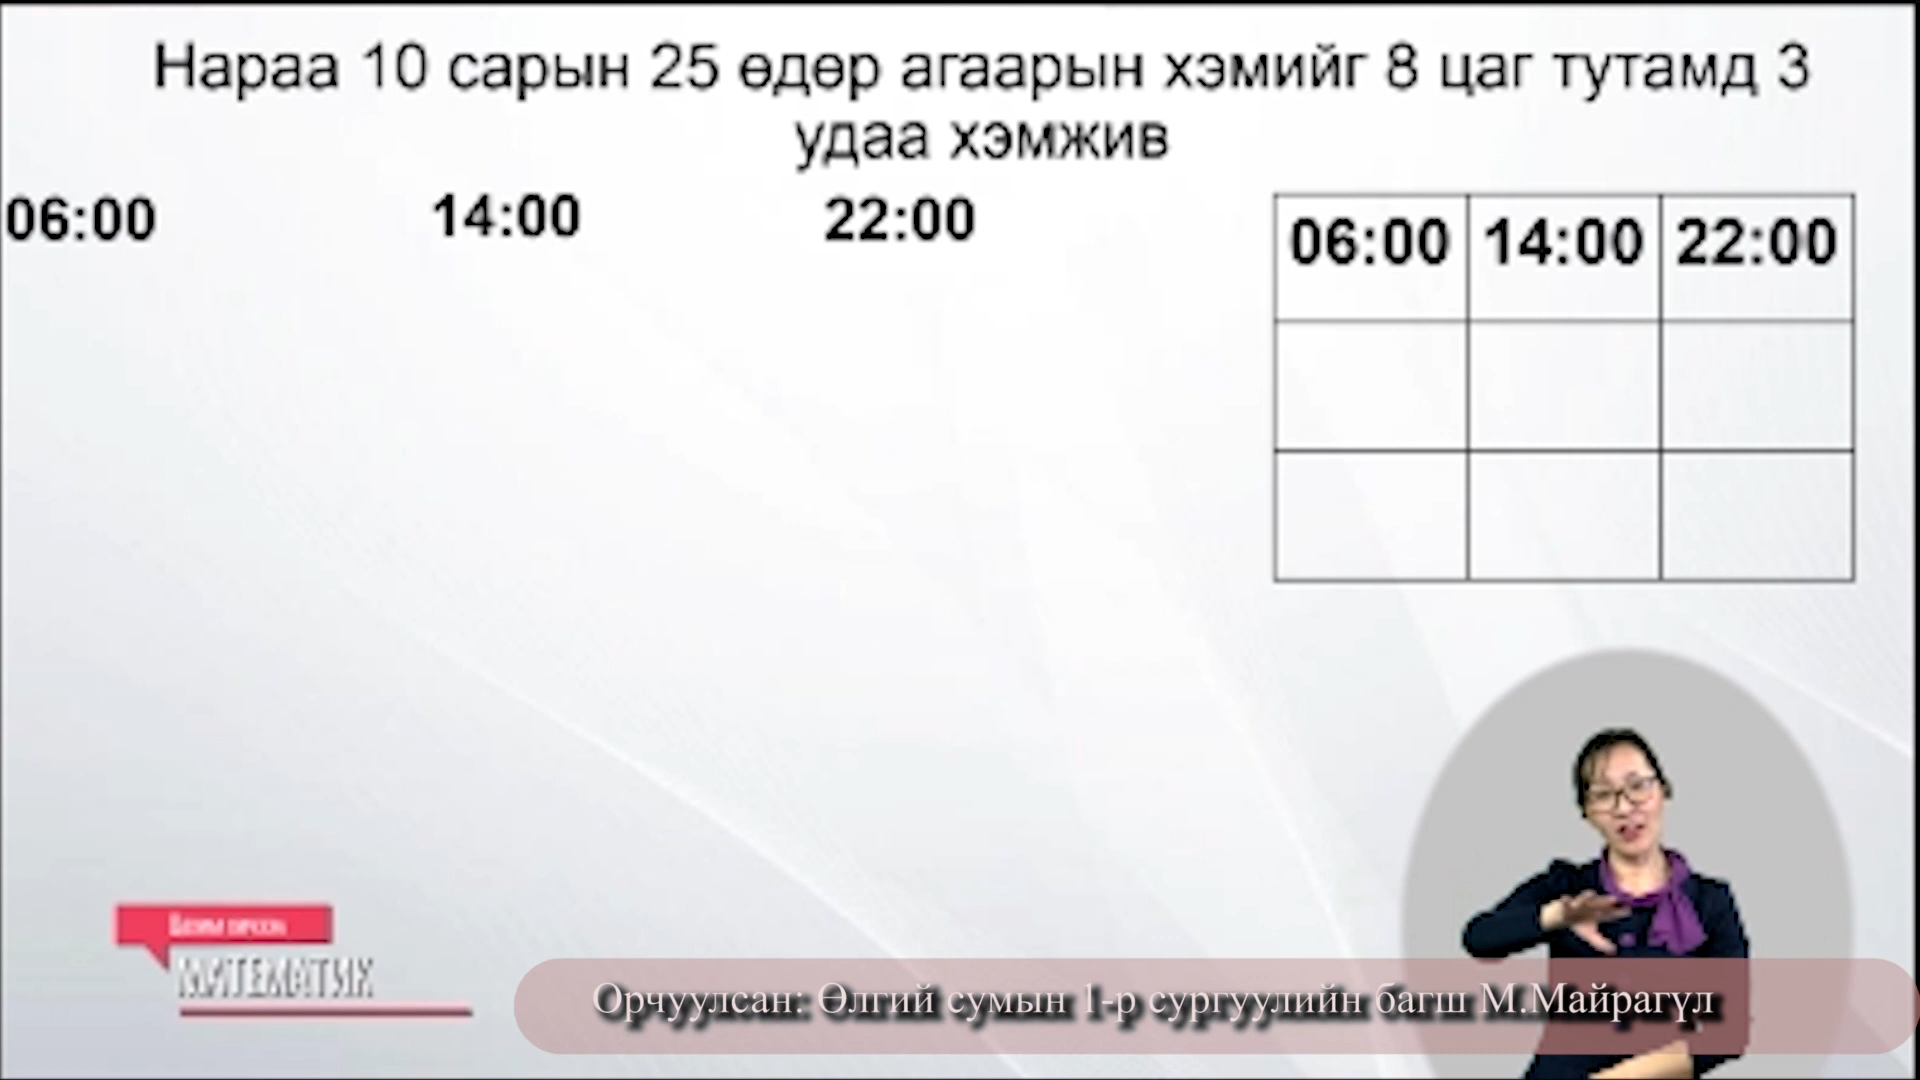 Нараа 10 сарын 25 өдөр агаарын хэмийг 8 цаг тутамд 3
удаа хэмжив
06:00 14:00 22:00
06:00 14:00 22:00
МАТЕМАТИК
Орчуулсан: Өлгий сумын 1-р сургуулийн багш М.Майрагүл